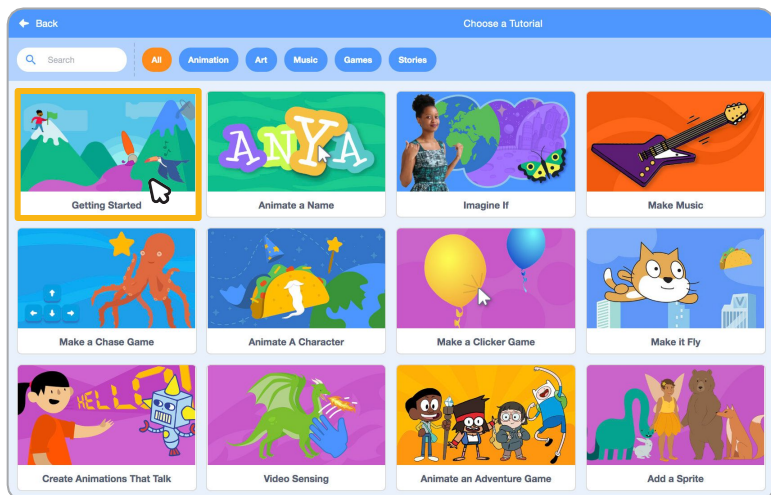 Back
Choose a Tutorial
Search
All
Animation
Art
Music
Games
Stories
ANYA
Getting Started
Animate a Name
Imagine If
Make Music
Make a Chase Game
Animate A Character
Make a Clicker Game
Make it Fly
HELLO
Create Animations That Talk
Video Sensing
Animate an Adventure Game
Add a Sprite